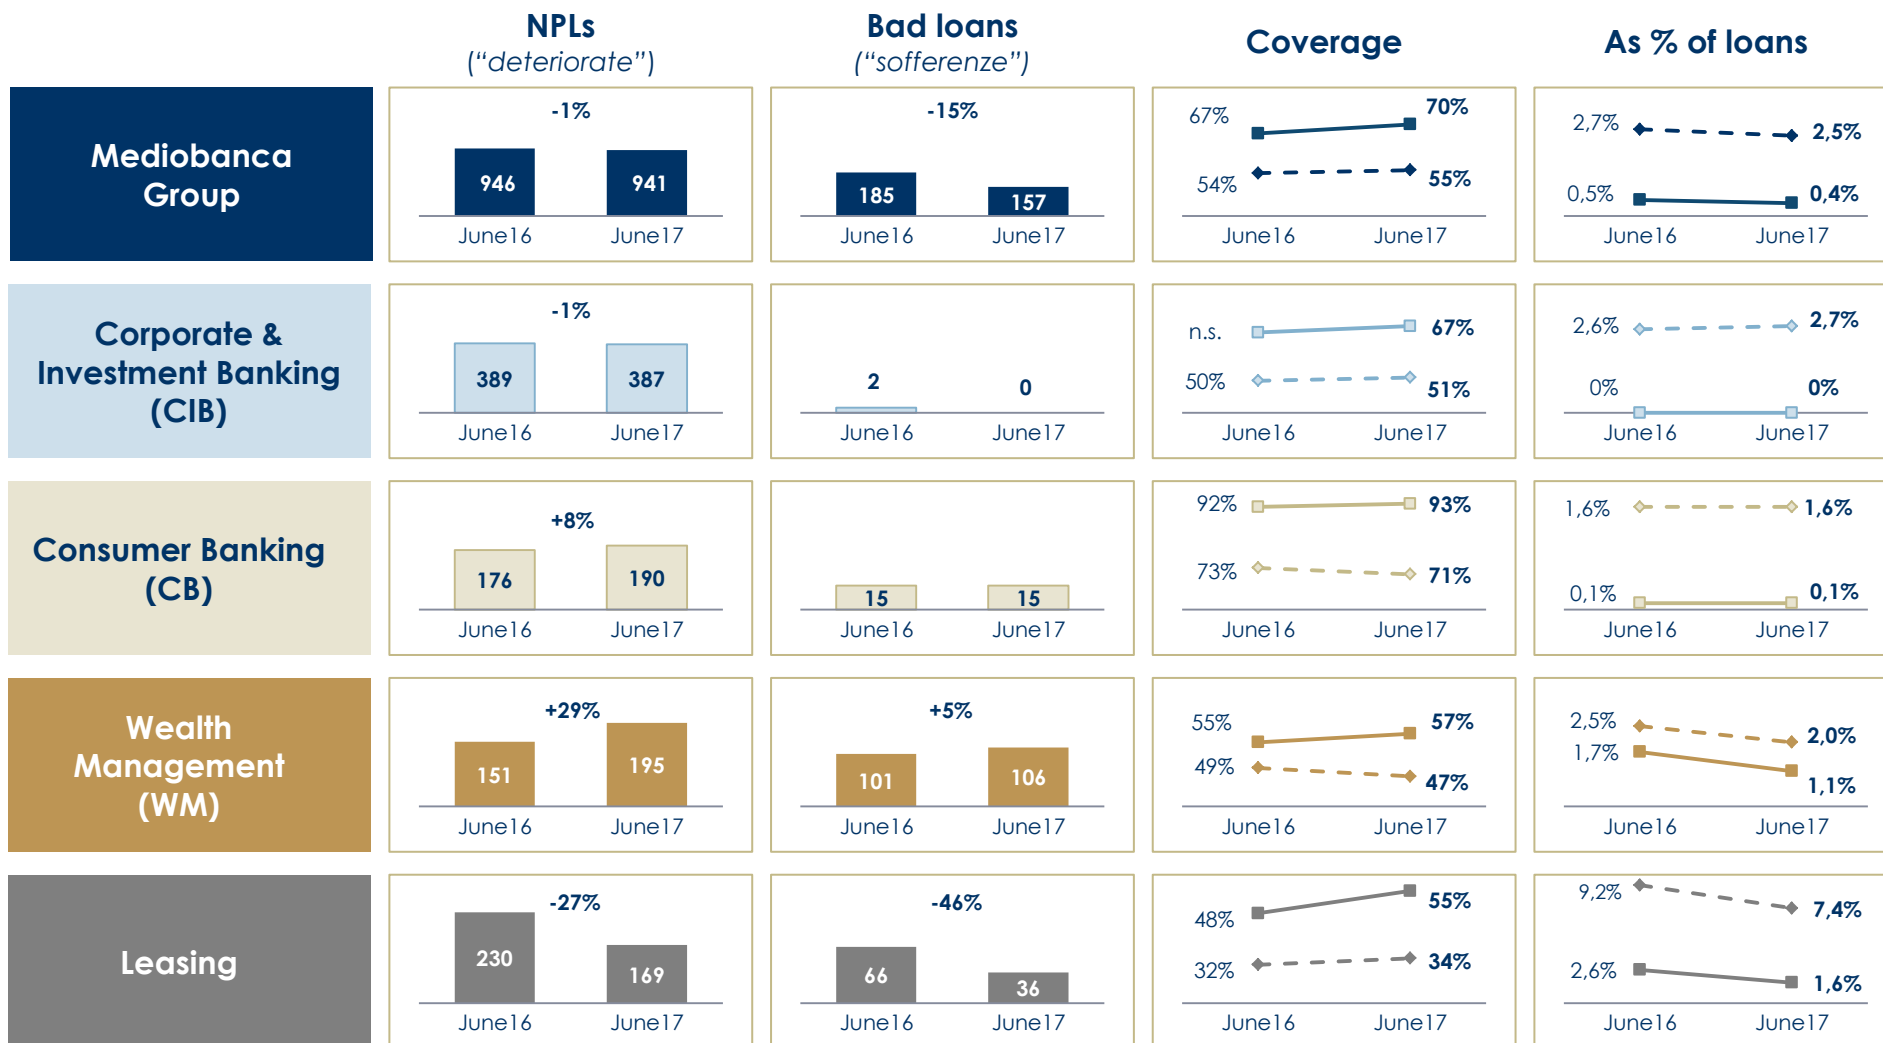 NPLs
(“deteriorate”)
Bad loans
(“sofferenze”)
Coverage
As % of loans
Mediobanca
Group
-1%
946
941
June16
June17
-15%
185
157
June16
June17
67%
70%
54%
55%
June16
June17
2,7%
2,5%
0,5%
0,4%
June16
June17
Corporate &
Investment Banking
(CIB)
-1%
389
387
June16
June17
2
0
June16
June17
n.s.
67%
50%
51%
June16
June17
2,6%
2,7%
0%
0%
June16
June17
Consumer Banking
(CB)
+8%
176
190
June16
June17
15
15
June16
June17
92%
93%
73%
71%
June16
June17
1,6%
1,6%
0,1%
0,1%
June16
June17
Wealth
Management
(WM)
+29%
151
195
June16
June17
+5%
101
106
June16
June17
55%
57%
49%
47%
June16
June17
2,5%
2,0%
1,7%
1,1%
June16
June17
Leasing
-27%
230
169
June16
June17
-46%
66
36
June16
June17
48%
55%
32%
34%
June16
June17
9,2%
7,4%
2,6%
1,6%
June16
June17